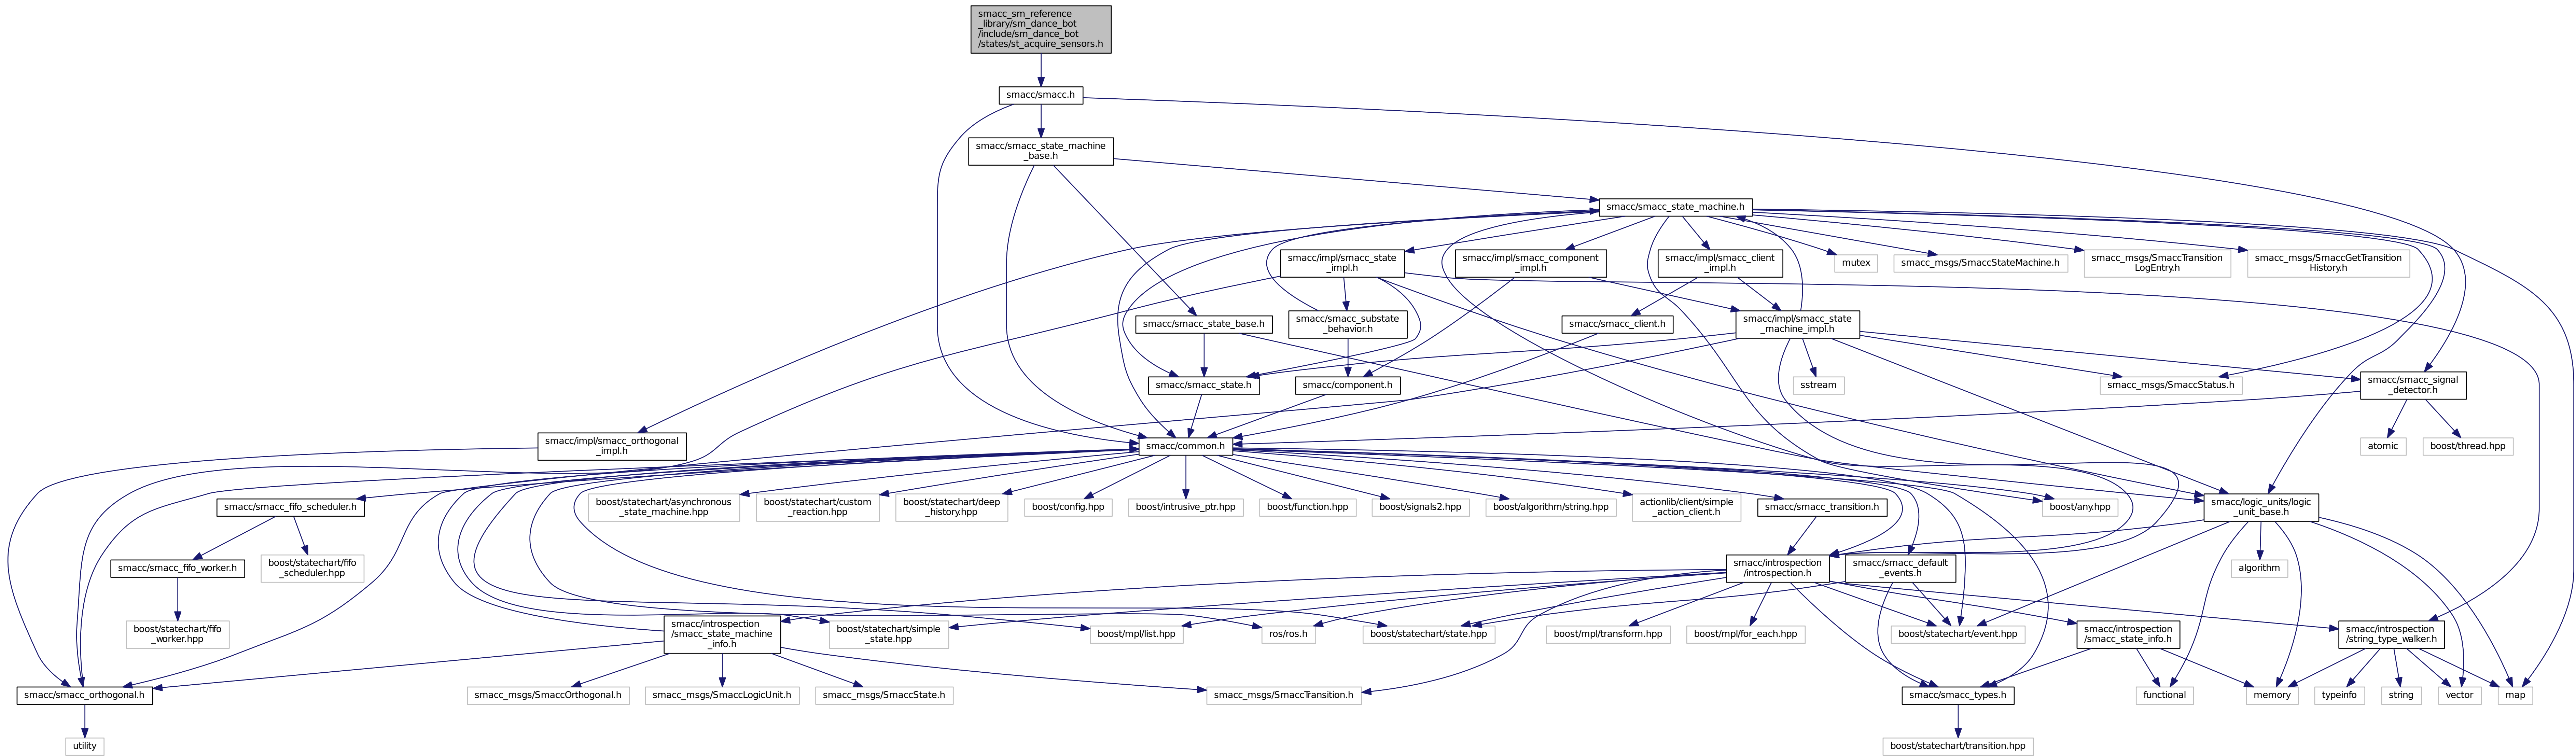 smacc_sm_reference
_library/sm_dance_bot
/include/sm_dance_bot
/states/st_acquire_sensors.h
smacc/smacc.h
smacc/smacc_state_machine
_base.h
smacc/smacc_state_machine.h
smacc/impl/smacc_state
_impl.h
smacc/impl/smacc_component
_impl.h
smacc/impl/smacc_client
_impl.h
mutex
smacc_msgs/SmaccStateMachine.h
smacc_msgs/SmaccTransition
LogEntry.h
smacc_msgs/SmaccGetTransition
History.h
smacc/smacc_state_base.h
smacc/smacc_substate
_behavior.h
smacc/smacc_client.h
smacc/impl/smacc_state
_machine_impl.h
smacc/smacc_state.h
smacc/component.h
sstream
smacc_msgs/SmaccStatus.h
smacc/smacc_signal
_detector.h
smacc/impl/smacc_orthogonal
_impl.h
smacc/common.h
atomic
boost/thread.hpp
smacc/smacc_fifo_scheduler.h
boost/statechart/asynchronous
_state_machine.hpp
boost/statechart/custom
_reaction.hpp
boost/statechart/deep
_history.hpp
boost/config.hpp
boost/intrusive_ptr.hpp
boost/function.hpp
boost/signals2.hpp
boost/algorithm/string.hpp
actionlib/client/simple
_action_client.h
smacc/smacc_transition.h
boost/any.hpp
smacc/logic_units/logic
_unit_base.h
smacc/smacc_fifo_worker.h
boost/statechart/fifo
_scheduler.hpp
smacc/introspection
/introspection.h
smacc/smacc_default
_events.h
algorithm
boost/statechart/fifo
_worker.hpp
smacc/introspection
/smacc_state_machine
_info.h
boost/statechart/simple
_state.hpp
boost/mpl/list.hpp
ros/ros.h
boost/statechart/state.hpp
boost/mpl/transform.hpp
boost/mpl/for_each.hpp
boost/statechart/event.hpp
smacc/introspection
/smacc_state_info.h
smacc/introspection
/string_type_walker.h
smacc/smacc_orthogonal.h
smacc_msgs/SmaccOrthogonal.h
smacc_msgs/SmaccLogicUnit.h
smacc_msgs/SmaccState.h
smacc_msgs/SmaccTransition.h
smacc/smacc_types.h
functional
memory
typeinfo
string
vector
map
utility
boost/statechart/transition.hpp